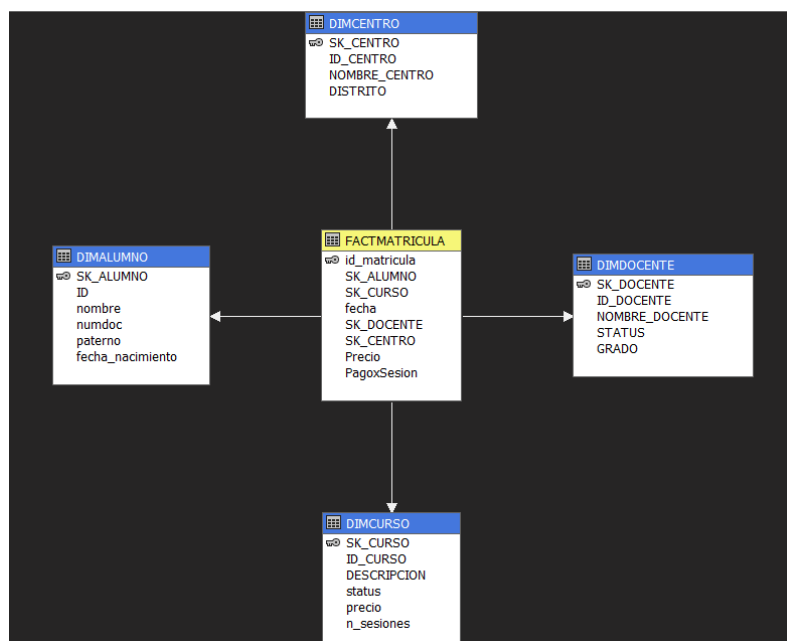 DIMCENTRO
SK_CENTRO
ID_CENTRO
NOMBRE_CENTRO
DISTRITO
DIMALUMNO
SK_ALUMNO
ID
nombre
numdoc
paterno
fecha_nacimiento
FACTMATRICULA
id_matricula
SK_ALUMNO
SK_CURSO
fecha
SK_DOCENTE
SK_CENTRO
Precio
PagoxSesion
DIMDOCENTE
SK_DOCENTE
ID_DOCENTE
NOMBRE_DOCENTE
STATUS
GRADO
DIMCURSO
SK_CURSO
ID_CURSO
DESCRIPCION
status
precio
n_sesiones